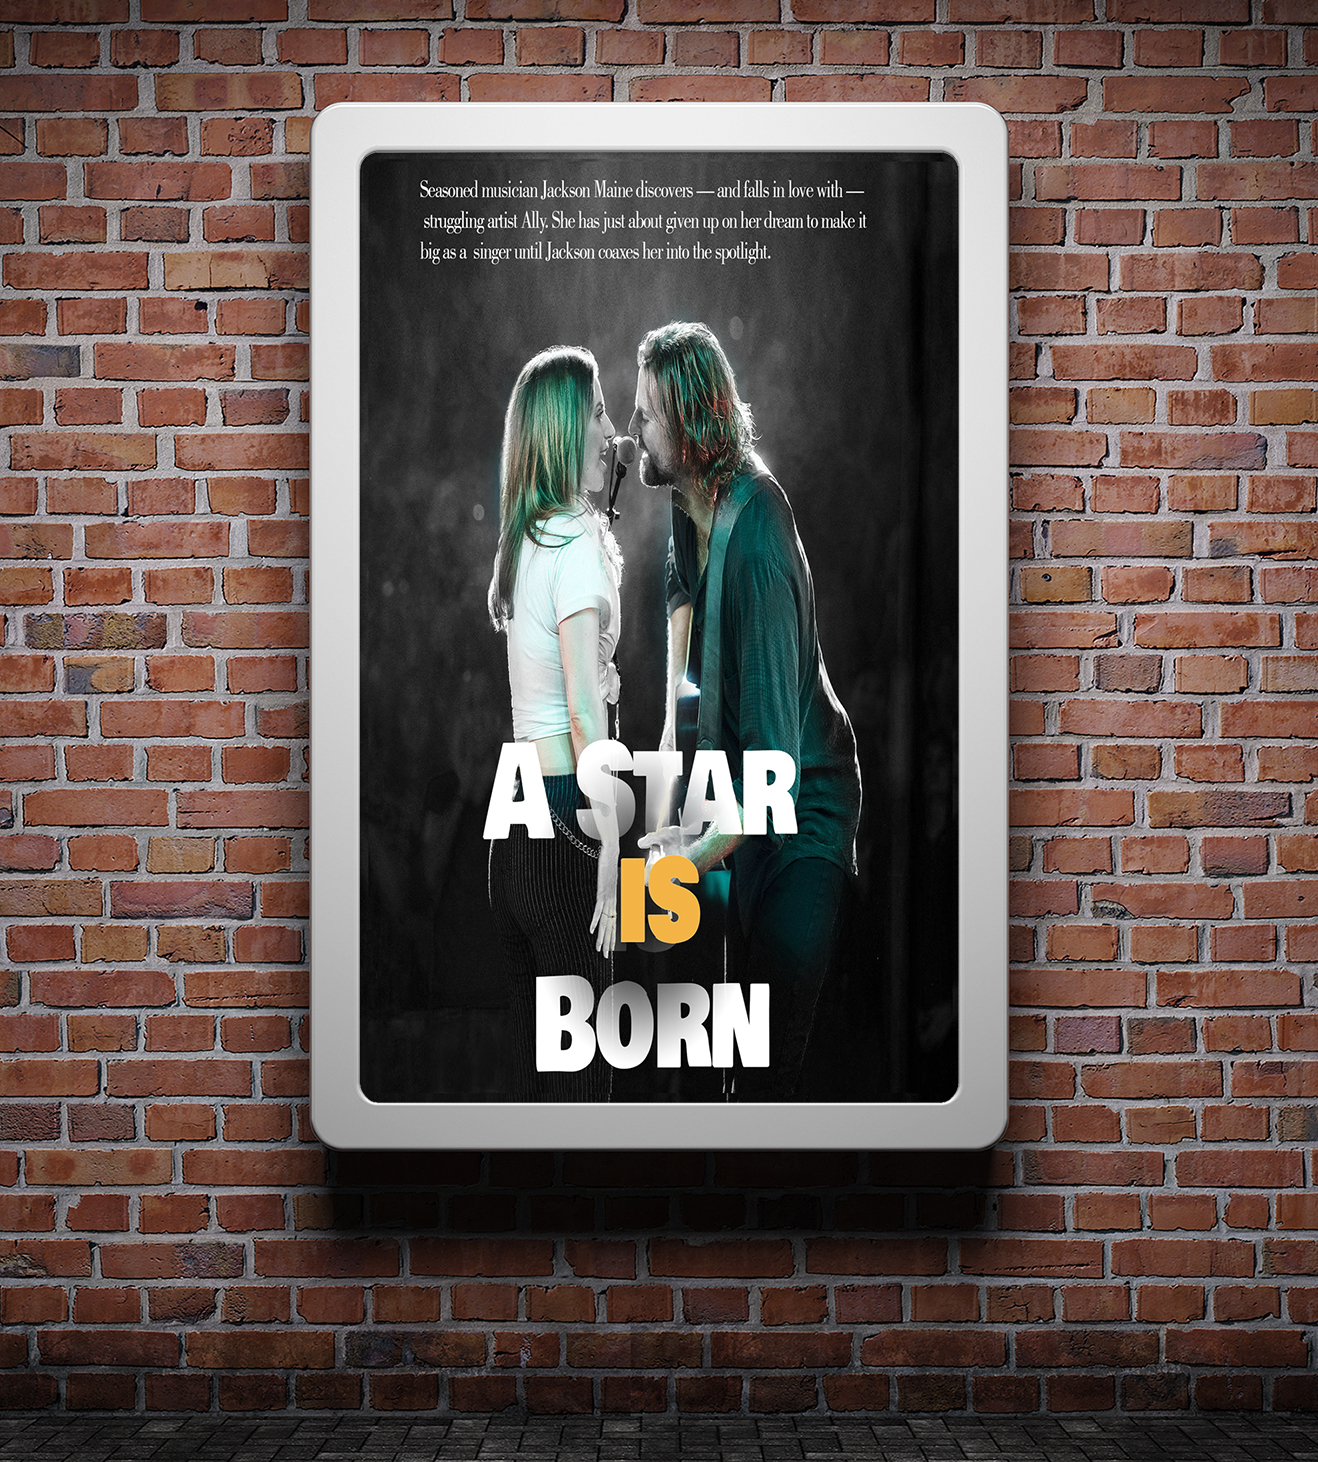 Seasoned musician Jackson Maine discovers — and falls in love with —
struggling artist Ally. She has just about given up on her dream to make it
big as a singer until Jackson coaxes her into the spotlight.
A STAR
IS
BORN